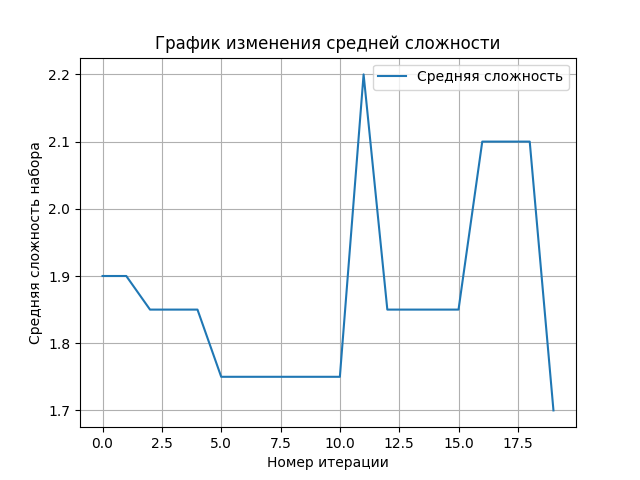 График изменения средней сложности
Средняя сложность
Средняя сложность набора
2.2
2.1
2.0
1.9
1.8
1.7
0.0 2.5 5.0 7.5 10.0 12.5 15.0 17.5
Номер итерации